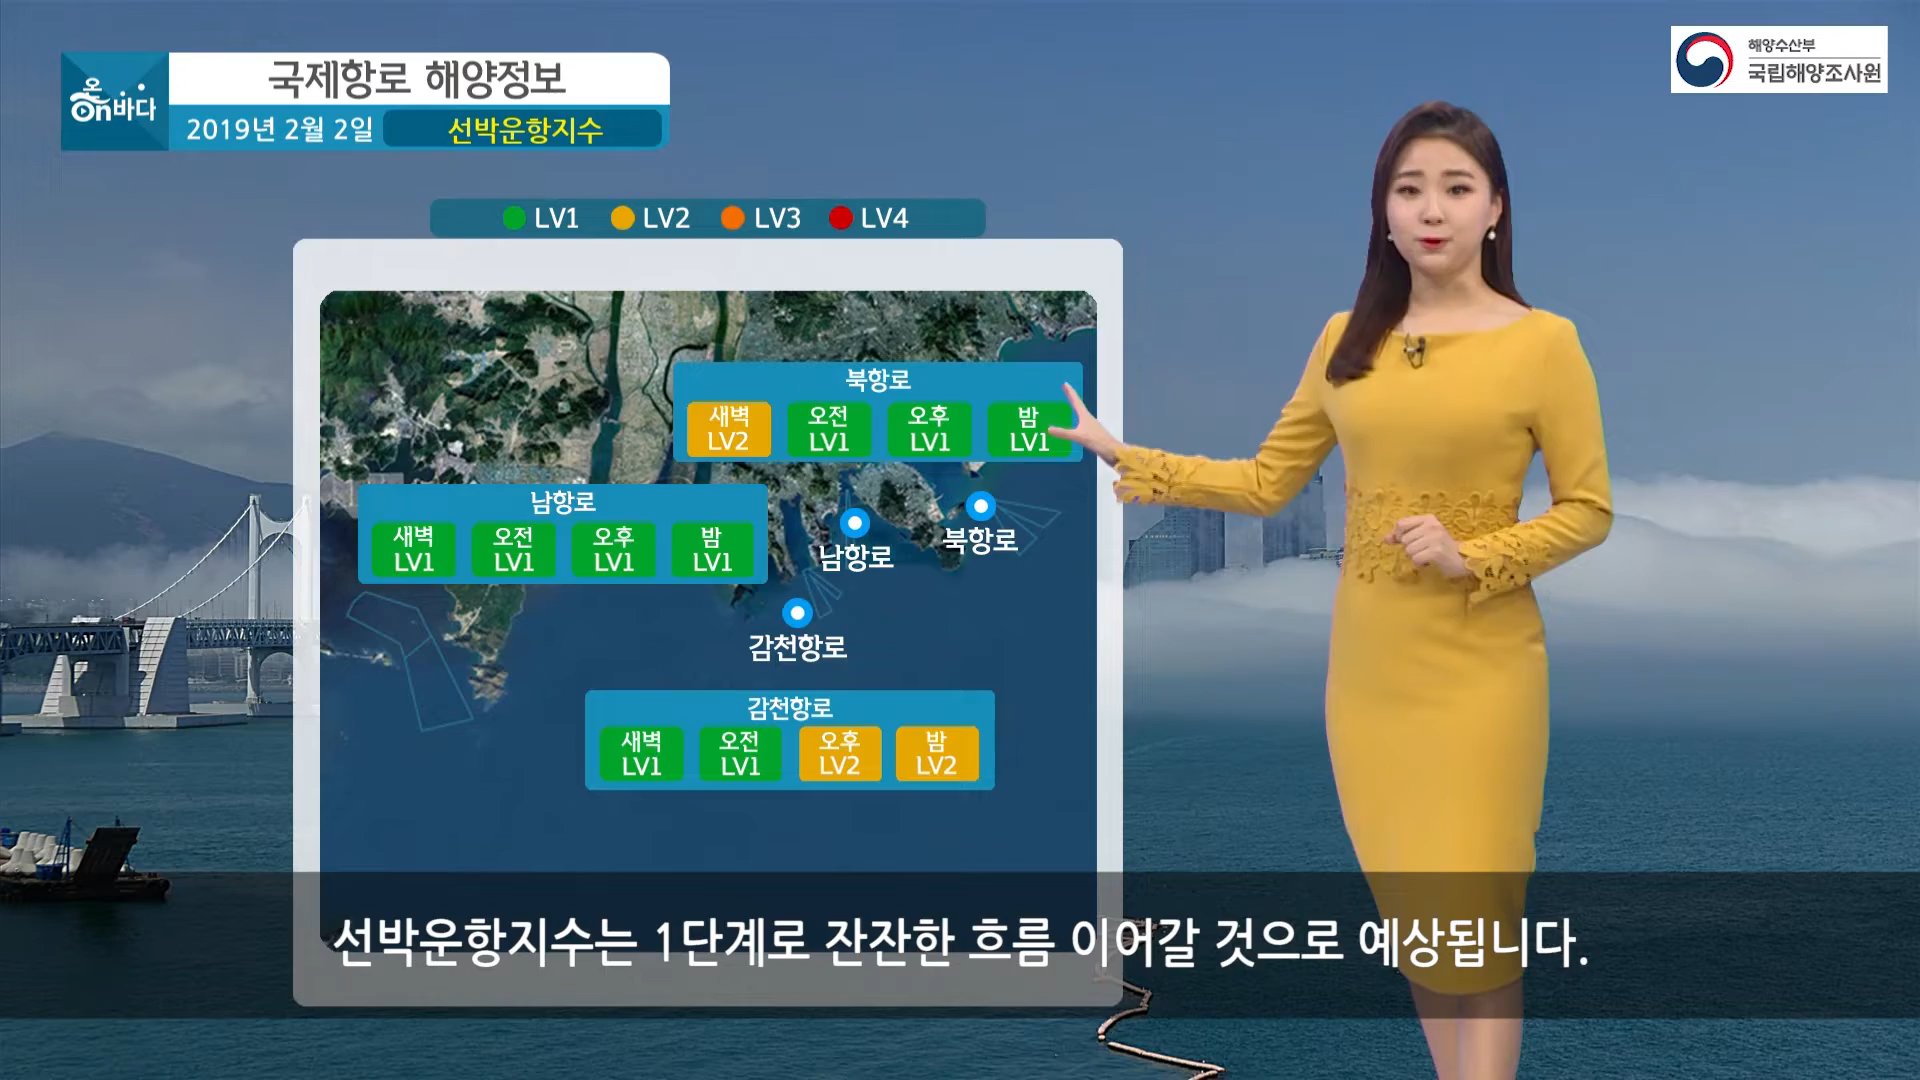 온
On바다
국제항로 해양정보
2019년 2월 2일
선박운항지수
해양수산부
국립해양조사원
LV1 LV2 LV3 LV4
북항로
새벽 오전 오후 밤
LV2 LV1 LV1 LV1
남항로
새벽 오전 오후 밤
LV1 LV1 LV1 LV1
남항로
북항로
감천항로
감천항로
새벽 오전 오후 밤
LV1 LV1 LV2 LV2
선박운항지수는 1단계로 잔잔한 흐름 이어갈 것으로 예상됩니다.